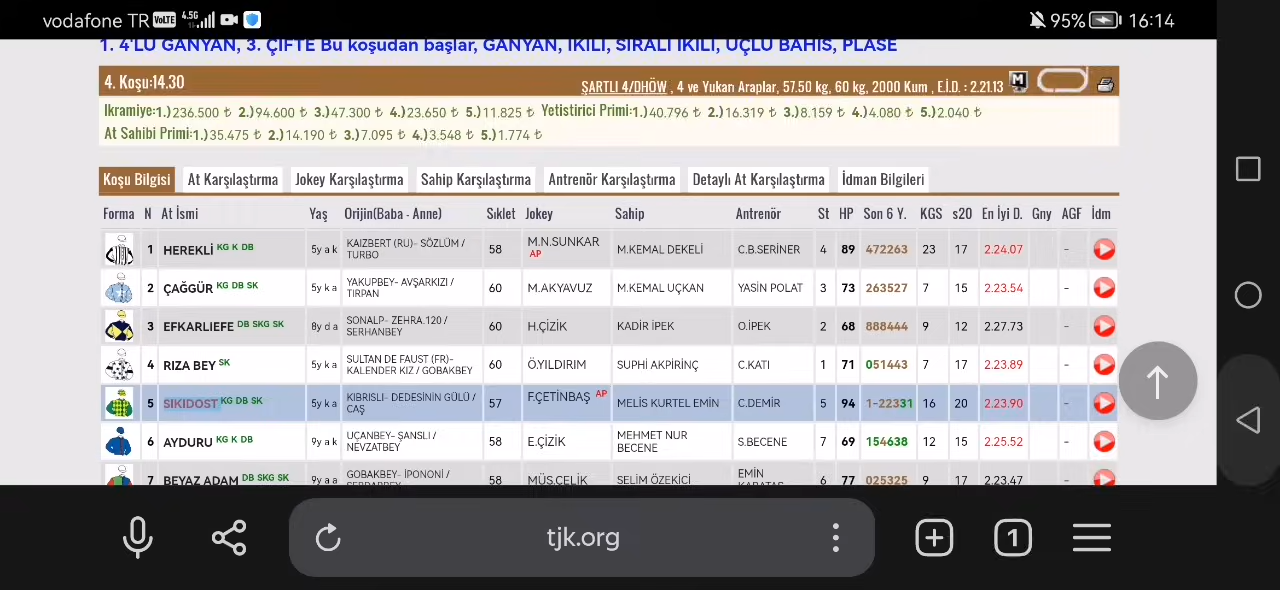 vodafone TR VoLTE 4.5G 95% 16:14
1. 4'LÜ GANYAN, 3. ÇİFTE Bu koşudan başlar, GANYAN, İKİLİ, SIRALI İKİLİ, ÜÇLÜ BAHİS, PLASE
4. Koşu:14.30 ŞARTLI 4/DHÖW , 4 ve Yukarı Araplar, 57.50 kg, 60 kg, 2000 Kum , E.İ.D. : 2.21.13
İkramiye:1.)236.500 ₺ 2.)94.600 ₺ 3.)47.300 ₺ 4.)23.650 ₺ 5.)11.825 ₺ Yetiştirici Primi:1.)40.796 ₺ 2.)16.319 ₺ 3.)8.159 ₺ 4.)4.080 ₺ 5.)2.040 ₺
At Sahibi Primi:1.)35.475 ₺ 2.)14.190 ₺ 3.)7.095 ₺ 4.)3.548 ₺ 5.)1.774 ₺
Koşu Bilgisi At Karşılaştırma Jokey Karşılaştırma Sahip Karşılaştırma Antrenör Karşılaştırma Detaylı At Karşılaştırma İdman Bilgileri
Forma N At İsmi Yaş Orijin(Baba - Anne) Sıklet Jokey Sahip Antrenör St HP Son 6 Y. KGS s20 En İyi D. Gny AGF İdm
1 HEREKLİ KG K DB 5y a k KAIZBERT (RU)- SÖZLÜM / TURBO 58 M.N.SUNKAR AP M.KEMAL DEKELİ C.B.SERİNER 4 89 472263 23 17 2.24.07 -
2 ÇAĞGÜR KG DB SK 5y k a YAKUPBEY- AVŞARKIZI / TIRPAN 60 M.AKYAVUZ M.KEMAL UÇKAN YASİN POLAT 3 73 263527 7 15 2.23.54 -
3 EFKARLIEFE DB SKG SK 8y d a SONALP- ZEHRA.120 / SERHANBEY 60 H.ÇİZİK KADİR İPEK O.İPEK 2 68 888444 9 12 2.27.73 -
4 RIZA BEY SK 5y k a SULTAN DE FAUST (FR)- KALENDER KIZ / GOBAKBEY 60 Ö.YILDIRIM SUPHİ AKPİRİNÇ C.KATI 1 71 051443 7 17 2.23.89 -
5 SIKIDOST KG DB SK 5y k a KIBRISLI- DEDESİNİN GÜLÜ / CAŞ 57 F.ÇETİNBAŞ AP MELİS KURTEL EMİN C.DEMİR 5 94 1-22331 16 20 2.23.90 -
6 AYDURU KG K DB 9y a k UÇANBEY- ŞANSLI / NEVZATBEY 58 E.ÇİZİK MEHMET NUR BECENE S.BECENE 7 69 154638 12 15 2.25.52 -
7 BEYAZ ADAM DB SKG SK 9y a a GOBAKBEY- İPONONİ / SERDARBEY 58 MÜS.ÇELİK SELİM ÖZEKİCİ EMİN KARATAŞ 6 77 025325 9 17 2.23.47 -
tjk.org 1